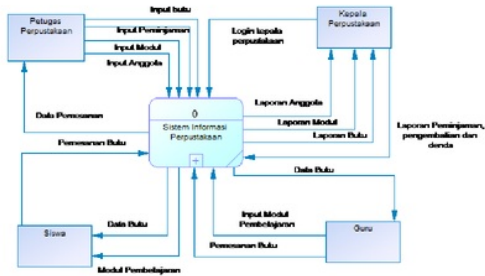 Input buku
Petugas
Perpustakaan
Input Peminjaman
Input Modul
Input Anggota
Login kepala
perpustakaan
Kepala
Perpustakaan
0
Sistem Informasi
Perpustakaan
Laporan Anggota
Laporan Modul
Laporan Buku
Laporan Peminjaman,
pengembalian dan
denda
Data Pemesanan
Pemesanan Buku
Data Buku
Siswa
Data Buku
Modul Pembelajaran
Input Modul
Pembelajaran
Pemesanan Buku
Guru